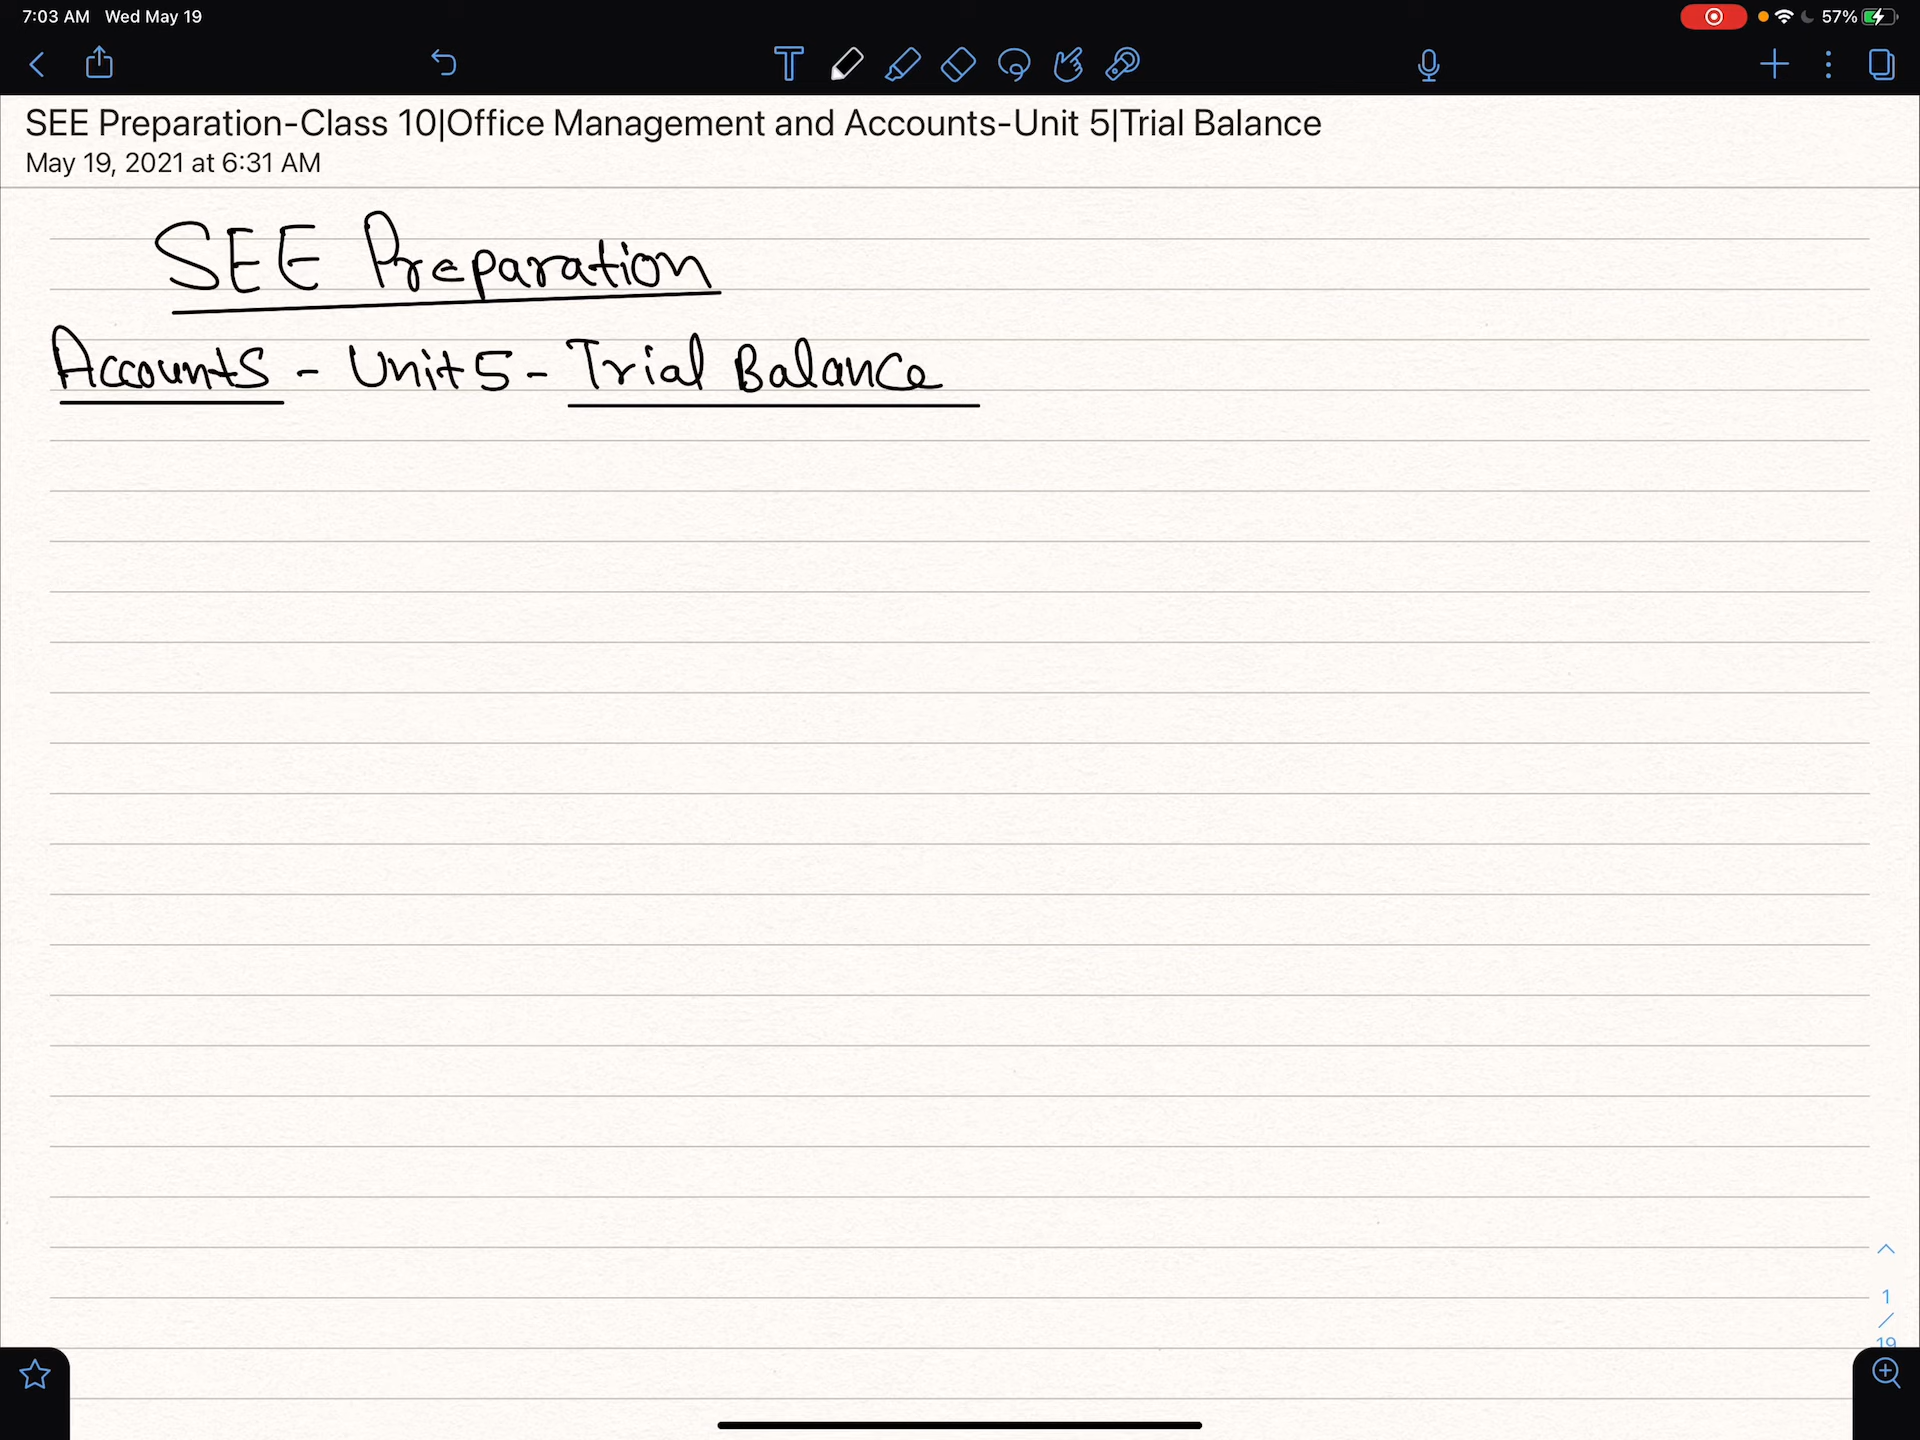 7:03 AM Wed May 19
57%
SEE Preparation-Class 10|Office Management and Accounts-Unit 5|Trial Balance
May 19, 2021 at 6:31 AM
SEE Preparation
Accounts - Unit 5 - Trial Balance
1
/
19